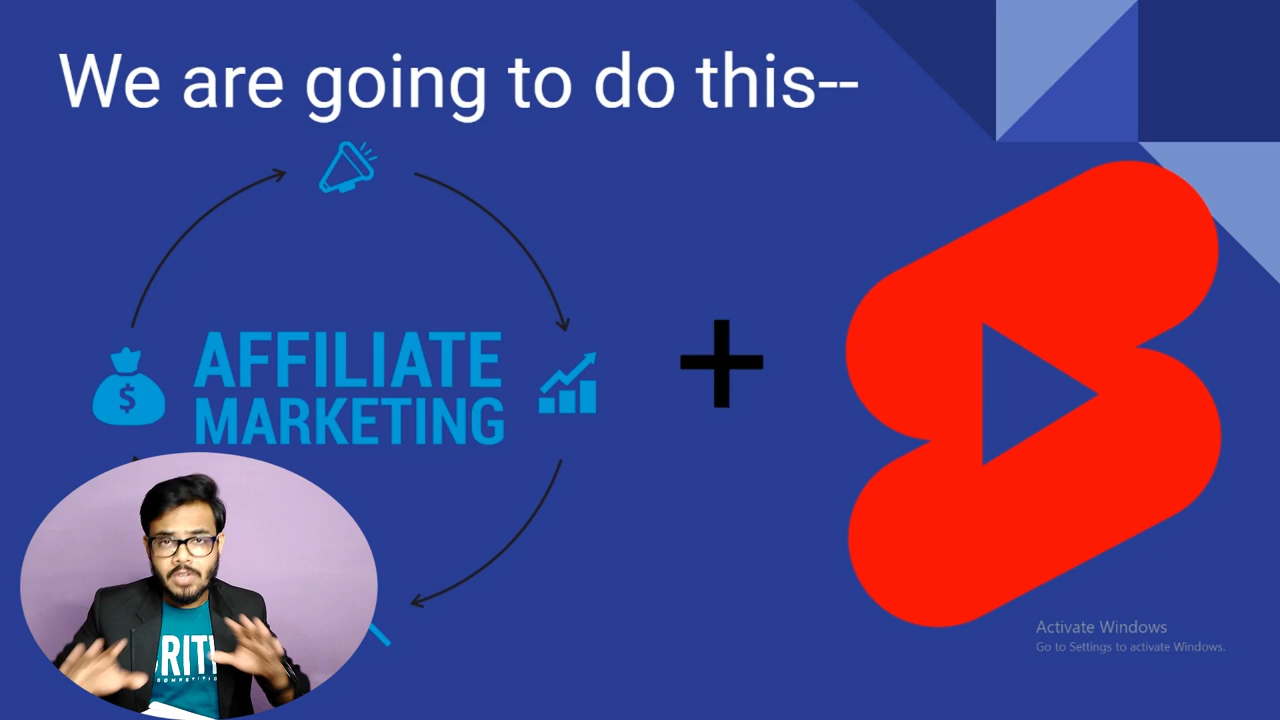 We are going to do this--
$
AFFILIATE
MARKETING
Activate Windows
Go to Settings to activate Windows.